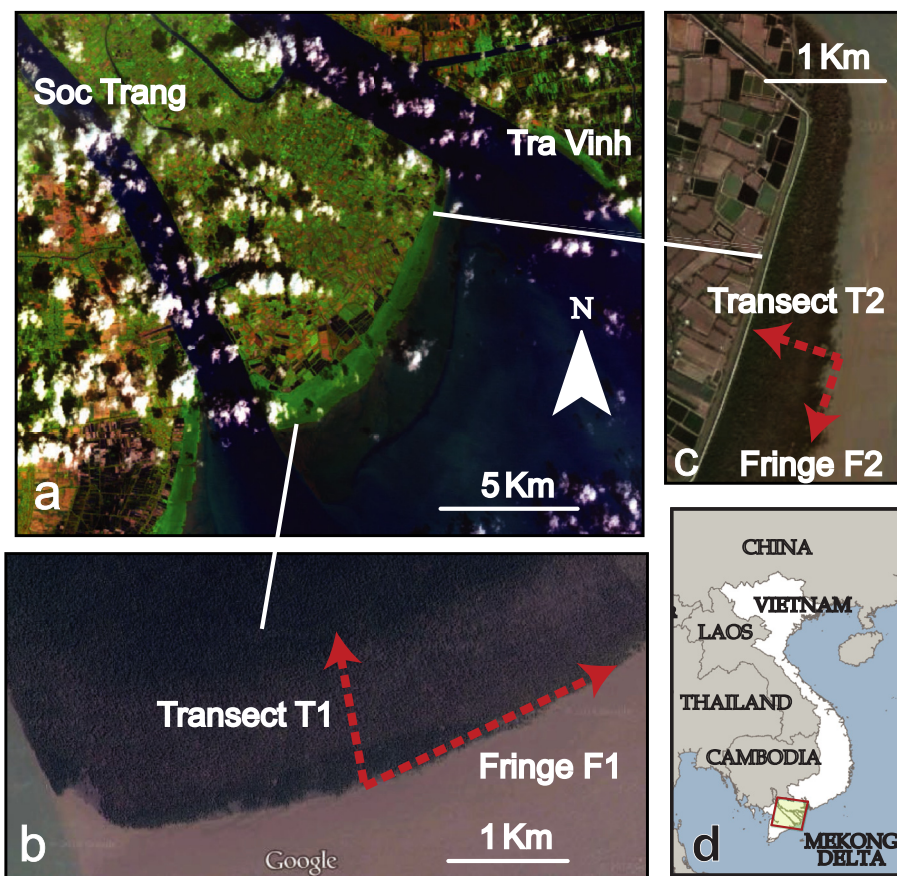 Soc Trang
Tra Vinh
N
5 Km
a
1 Km
Transect T2
Fringe F2
c
Transect T1
Fringe F1
1 Km
Google
b
CHINA
VIETNAM
LAOS
THAILAND
CAMBODIA
MEKONG
DELTA
d